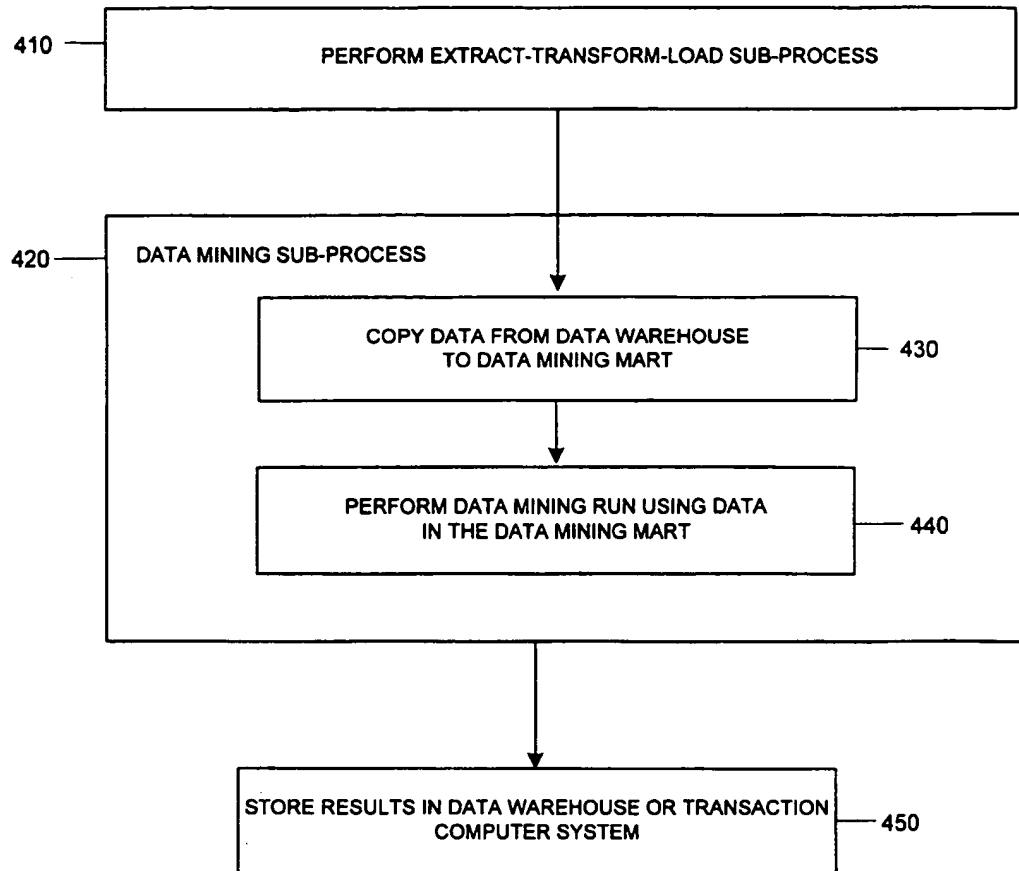 410
PERFORM EXTRACT-TRANSFORM-LOAD SUB-PROCESS
420
DATA MINING SUB-PROCESS
COPY DATA FROM DATA WAREHOUSE
TO DATA MINING MART
430
PERFORM DATA MINING RUN USING DATA
IN THE DATA MINING MART
440
STORE RESULTS IN DATA WAREHOUSE OR TRANSACTION
COMPUTER SYSTEM
450